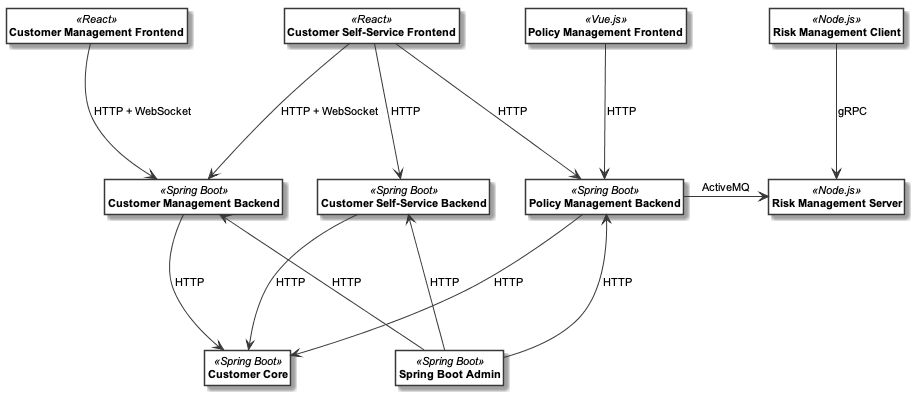 «React»
Customer Management Frontend
«React»
Customer Self-Service Frontend
«Vue.js»
Policy Management Frontend
«Node.js»
Risk Management Client
HTTP + WebSocket
HTTP + WebSocket
HTTP
HTTP
HTTP
gRPC
«Spring Boot»
Customer Management Backend
«Spring Boot»
Customer Self-Service Backend
«Spring Boot»
Policy Management Backend
ActiveMQ
«Node.js»
Risk Management Server
HTTP
HTTP
HTTP
HTTP
HTTP
HTTP
«Spring Boot»
Customer Core
«Spring Boot»
Spring Boot Admin